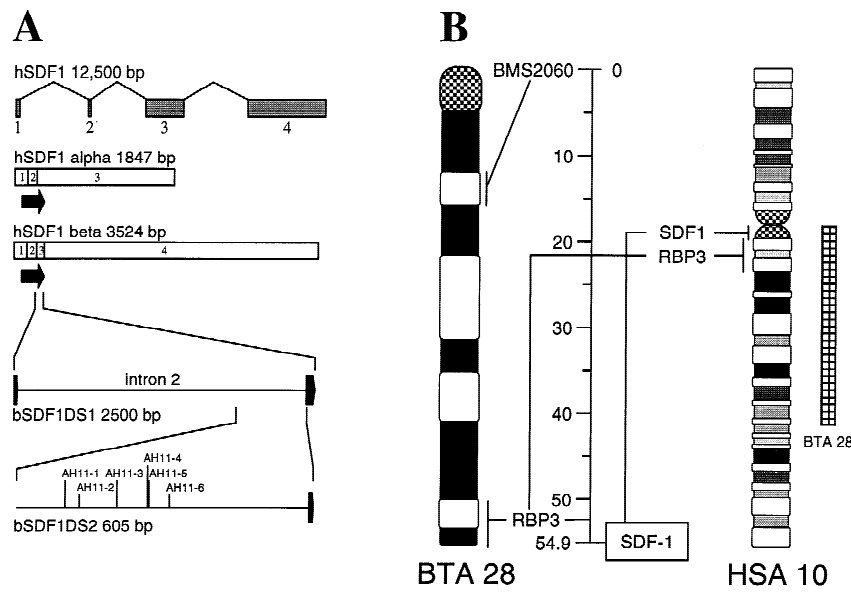 A
hSDF1 12,500 bp
1 2 3 4
hSDF1 alpha 1847 bp
1 2 3
hSDF1 beta 3524 bp
1 2 3 4
intron 2
bSDF1DS1 2500 bp
AH11-4
AH11-1 AH11-3 AH11-5
AH11-2 AH11-6
bSDF1DS2 605 bp
B
BMS2060 0
10
SDF1
20
RBP3
30
40
BTA 28
50
RBP3
54.9 SDF-1
BTA 28 HSA 10